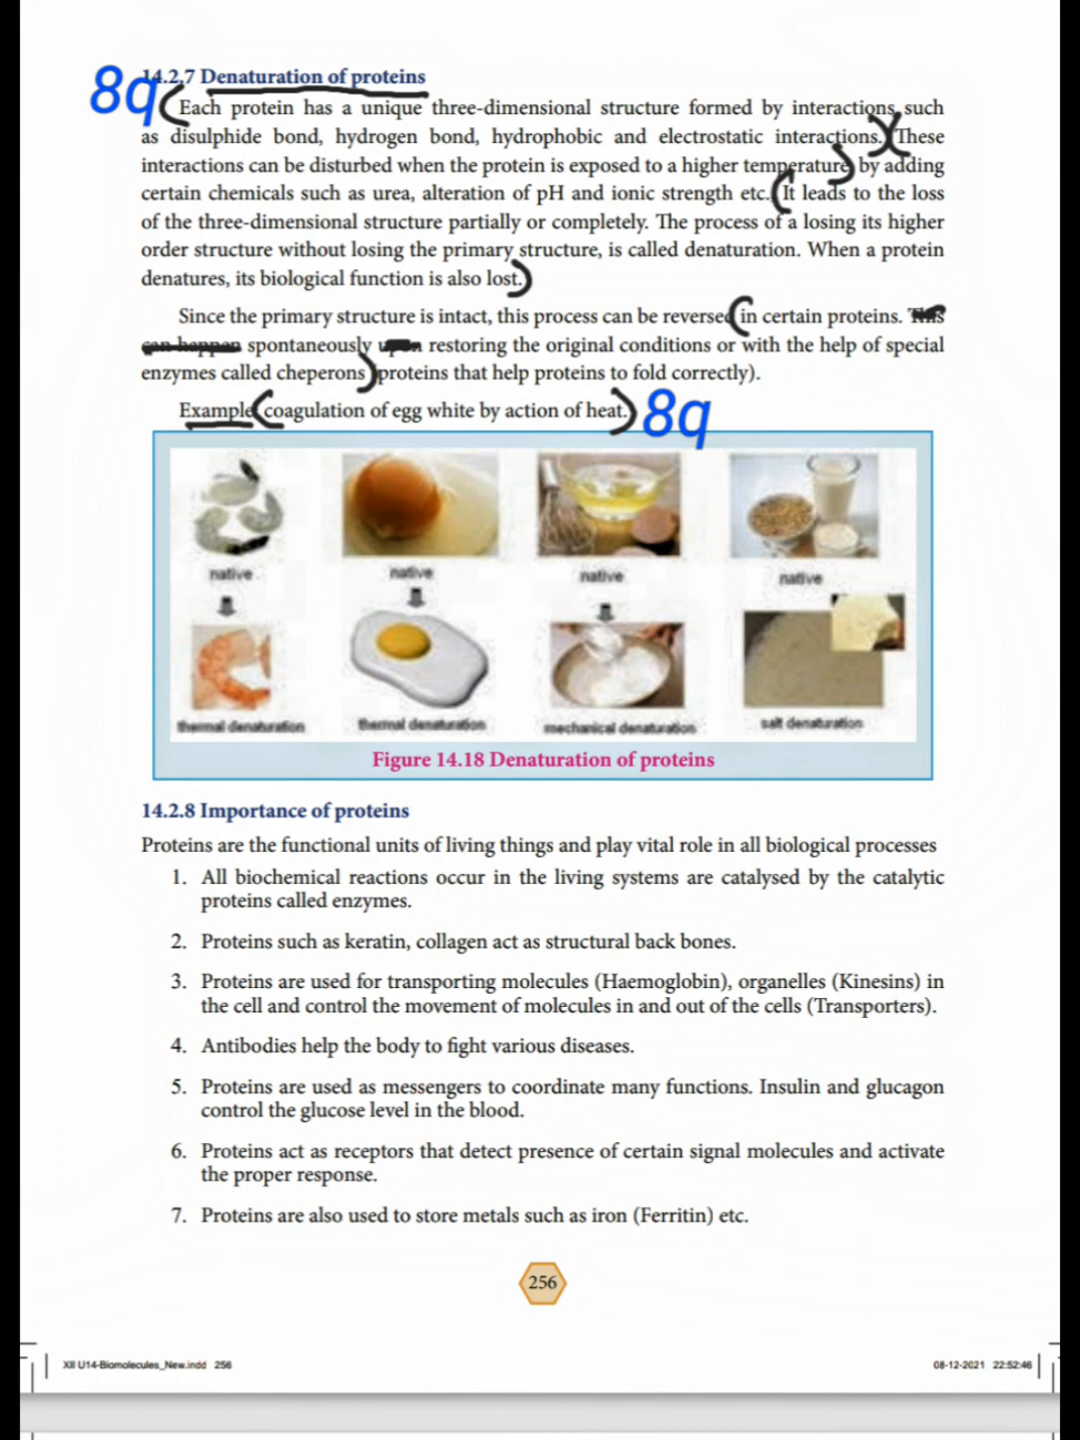 14.2.7 Denaturation of proteins
8q
Each protein has a unique three-dimensional structure formed by interactions, such
as disulphide bond, hydrogen bond, hydrophobic and electrostatic interactions. These
interactions can be disturbed when the protein is exposed to a higher temperature, by adding
certain chemicals such as urea, alteration of pH and ionic strength etc., It leads to the loss
of the three-dimensional structure partially or completely. The process of a losing its higher
order structure without losing the primary structure, is called denaturation. When a protein
denatures, its biological function is also lost.
Since the primary structure is intact, this process can be reversed in certain proteins. This
can happen spontaneously upon restoring the original conditions or with the help of special
enzymes called cheperons (proteins that help proteins to fold correctly).
Example: coagulation of egg white by action of heat.
8q
native native native native
thermal denaturation thermal denaturation mechanical denaturation salt denaturation
Figure 14.18 Denaturation of proteins
14.2.8 Importance of proteins
Proteins are the functional units of living things and play vital role in all biological processes
1. All biochemical reactions occur in the living systems are catalysed by the catalytic
proteins called enzymes.
2. Proteins such as keratin, collagen act as structural back bones.
3. Proteins are used for transporting molecules (Haemoglobin), organelles (Kinesins) in
the cell and control the movement of molecules in and out of the cells (Transporters).
4. Antibodies help the body to fight various diseases.
5. Proteins are used as messengers to coordinate many functions. Insulin and glucagon
control the glucose level in the blood.
6. Proteins act as receptors that detect presence of certain signal molecules and activate
the proper response.
7. Proteins are also used to store metals such as iron (Ferritin) etc.
256
XII U14-Biomolecules_New.indd 256
08-12-2021 22:52:46